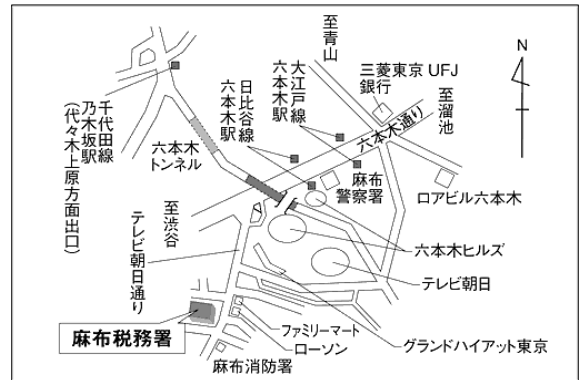 至青山
N
三菱東京 UFJ
銀行
至溜池
六本木通り
大江戸線
六本木駅
日比谷線
六本木駅
千代田線
乃木坂駅
(代々木上原方面出口)
六本木
トンネル
麻布
警察署
ロアビル六本木
至渋谷
テレビ朝日通り
六本木ヒルズ
テレビ朝日
麻布税務署
ファミリーマート
ローソン
グランドハイアット東京
麻布消防署